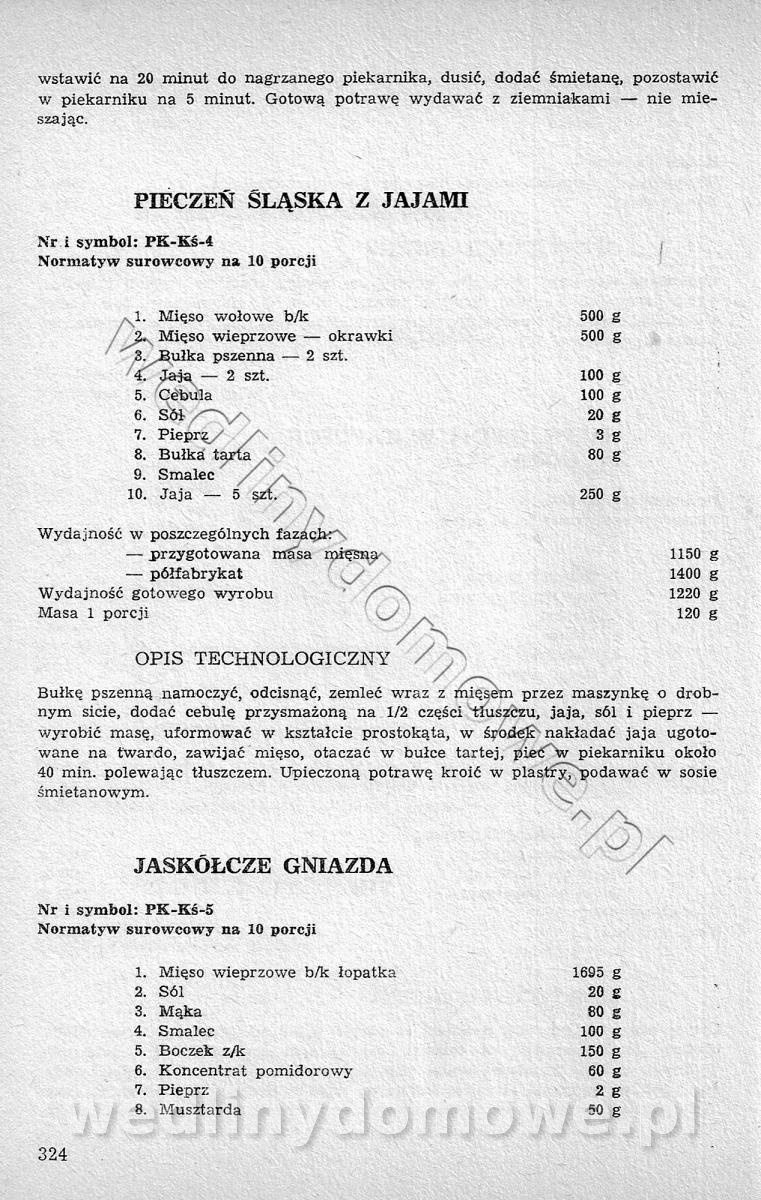 wstawić na 20 minut do nagrzanego piekarnika, dusić, dodać śmietanę, pozostawić
w piekarniku na 5 minut. Gotową potrawę wydawać z ziemniakami — nie mie-
szając.
PIECZEŃ ŚLĄSKA Z JAJAMI
Nr i symbol: PK-Kś-4
Normatyw surowcowy na 10 porcji
1. Mięso wołowe b/k 500 g
2. Mięso wieprzowe — okrawki 500 g
3. Bułka pszenna — 2 szt.
4. Jaja — 2 szt. 100 g
5. Cebula 100 g
6. Sól 20 g
7. Pieprz 3 g
8. Bułka tarta 80 g
9. Smalec
10. Jaja — 5 szt. 250 g
Wydajność w poszczególnych fazach:
— przygotowana masa mięsna 1150 g
— półfabrykat 1400 g
Wydajność gotowego wyrobu 1220 g
Masa 1 porcji 120 g
OPIS TECHNOLOGICZNY
Bułkę pszenną namoczyć, odcisnąć, zemleć wraz z mięsem przez maszynkę o drob-
nym sicie, dodać cebulę przysmażoną na 1/2 części tłuszczu, jaja, sól i pieprz —
wyrobić masę, uformować w kształcie prostokąta, w środek nakładać jaja ugoto-
wane na twardo, zawijać mięso, otaczać w bułce tartej, piec w piekarniku około
40 min. polewając tłuszczem. Upieczoną potrawę kroić w plastry, podawać w sosie
śmietanowym.
JASKÓŁCZE GNIAZDA
Nr i symbol: PK-Kś-5
Normatyw surowcowy na 10 porcji
1. Mięso wieprzowe b/k łopatka 1695 g
2. Sól 20 g
3. Mąka 80 g
4. Smalec 100 g
5. Boczek z/k 150 g
6. Koncentrat pomidorowy 60 g
7. Pieprz 2 g
8. Musztarda 50 g
324
wedlinydomowe.pl
wedlinydomowe.pl